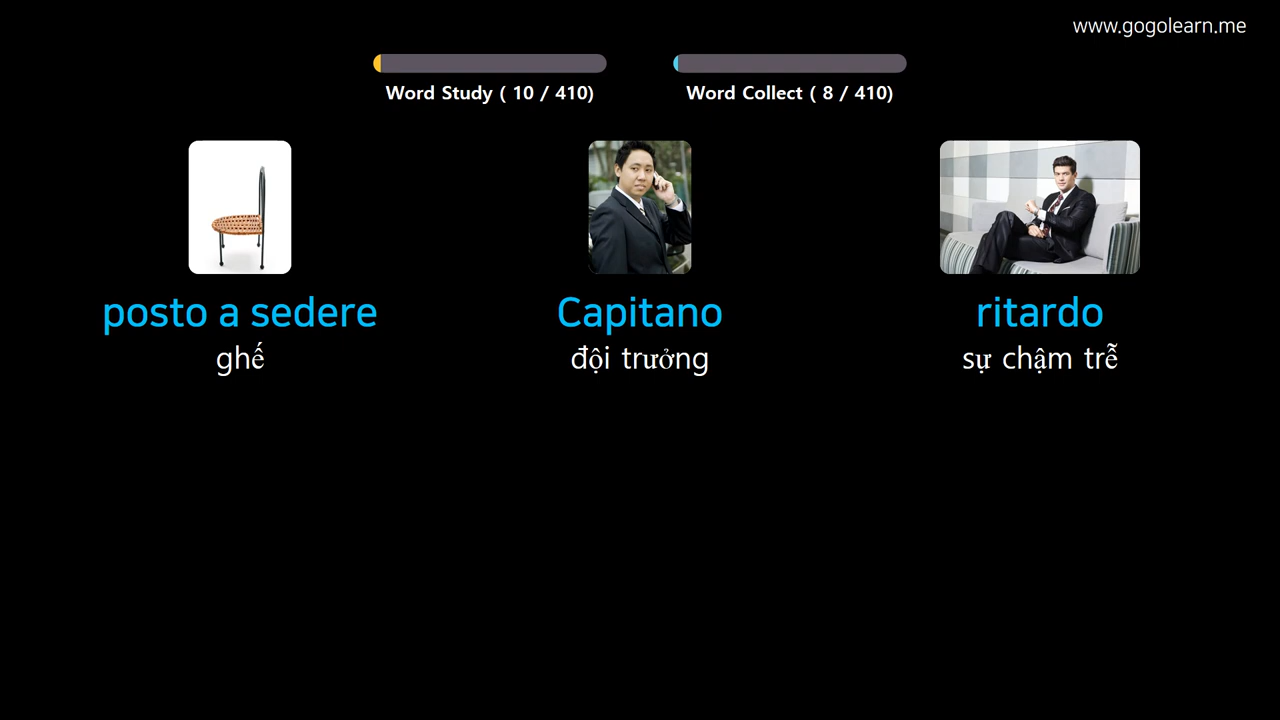 www.gogolearn.me
Word Study ( 10 / 410)
Word Collect ( 8 / 410)
posto a sedere
ghế
Capitano
đội trưởng
ritardo
sự chậm trễ